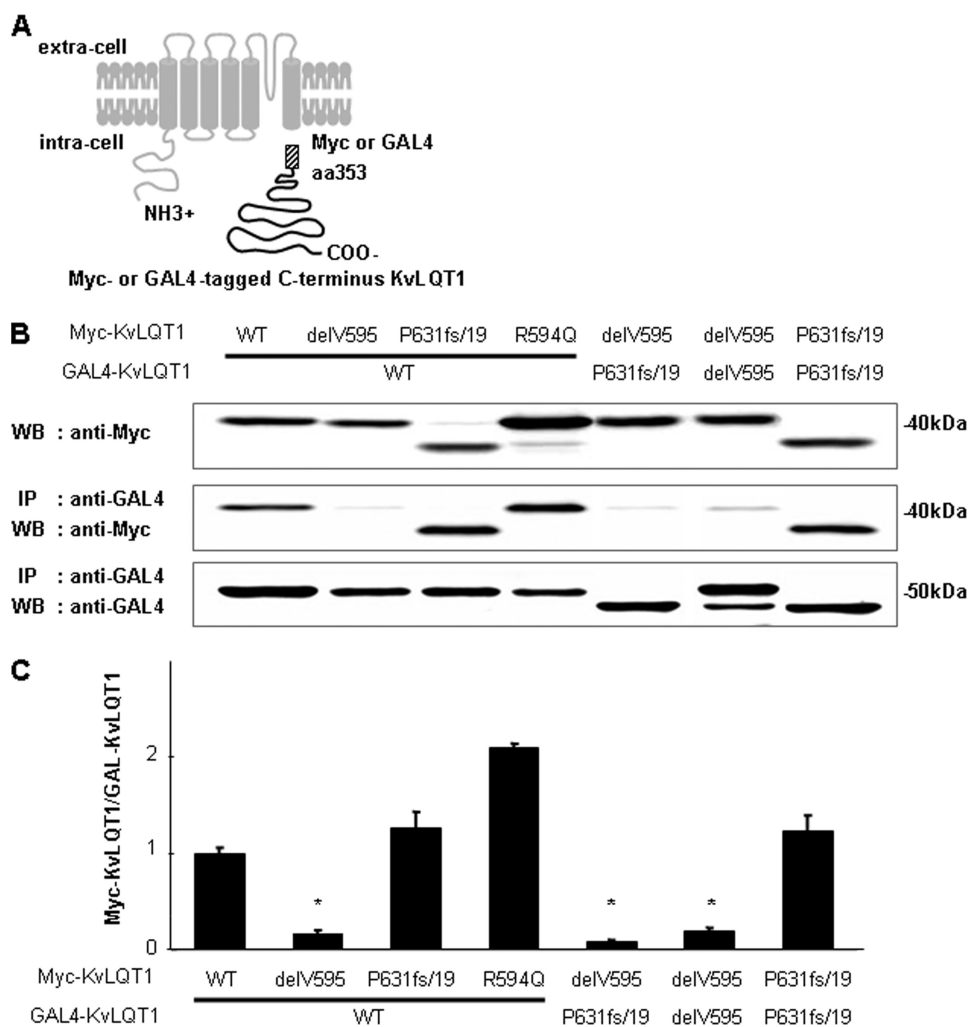 A
extra-cell
intra-cell
Myc or GAL4
aa353
NH3+
COO-
Myc- or GAL4-tagged C-terminus KvLQT1
B
Myc-KvLQT1 WT delV595 P631fs/19 R594Q delV595 delV595 P631fs/19
GAL4-KvLQT1 WT P631fs/19 delV595 P631fs/19
WB : anti-Myc -40kDa
IP : anti-GAL4
WB : anti-Myc -40kDa
IP : anti-GAL4
WB : anti-GAL4 -50kDa
C
Myc-KvLQT1/GAL-KvLQT1
2
1
0
* * *
Myc-KvLQT1 WT delV595 P631fs/19 R594Q delV595 delV595 P631fs/19
GAL4-KvLQT1 WT P631fs/19 delV595 P631fs/19